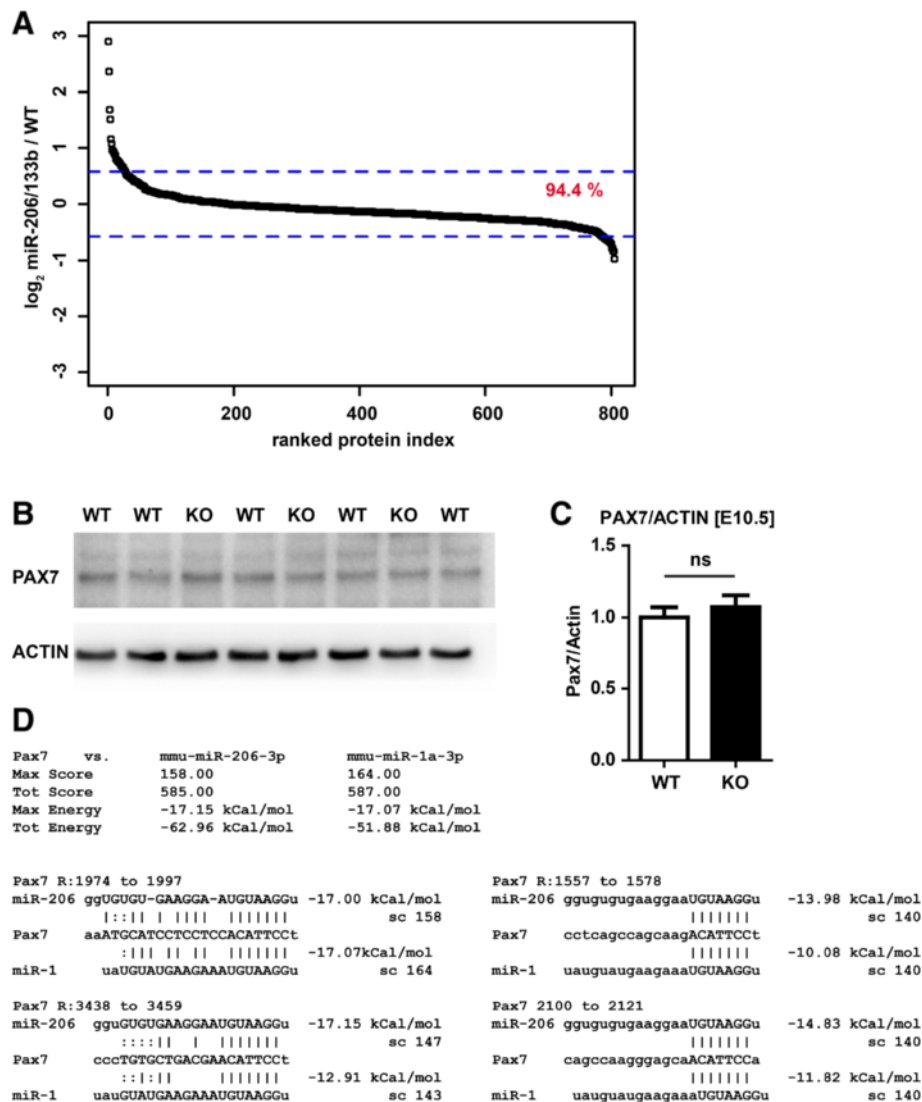 A
log2 miR-206/133b / WT
3
2
1
0
-1
-2
-3
94.4 %
0 200 400 600 800
ranked protein index
B
WT WT KO WT KO WT KO WT
PAX7
ACTIN
C
PAX7/ACTIN [E10.5]
Pax7/Actin
1.5
1.0
0.5
0.0
ns
WT KO
D
Pax7 vs. mmu-miR-206-3p mmu-miR-1a-3p
Max Score 158.00 164.00
Tot Score 585.00 587.00
Max Energy -17.15 kCal/mol -17.07 kCal/mol
Tot Energy -62.96 kCal/mol -51.88 kCal/mol
Pax7 R:1974 to 1997
miR-206 ggUGUGU-GAAGGA-AUGUAAGGu -17.00 kCal/mol
|::|| | |||| ||||||| sc 158
Pax7 aaATGCATCCTCCTCCACATTCCt
:||| ||||| ||||||| -17.07kCal/mol
miR-1 uaUGUAUGAAGAAAUGUAAGGu sc 164
Pax7 R:3438 to 3459
miR-206 gguGUGUGAAGGAAUGUAAGGu -17.15 kCal/mol
::::|| | ||||||| sc 147
Pax7 cccTGTGCTGACGAACATTCCt
::|:|| ||||||| -12.91 kCal/mol
miR-1 uauGUAUGAAGAAAUGUAAGGu sc 143
Pax7 R:1557 to 1578
miR-206 ggugugugaaggaaUGUAAGGu -13.98 kCal/mol
||||||| sc 140
Pax7 cctcagccagcaagACATTCCt
||||||| -10.08 kCal/mol
miR-1 uauguaugaagaaaUGUAAGGu sc 140
Pax7 2100 to 2121
miR-206 ggugugugaaggaaUGUAAGGu -14.83 kCal/mol
||||||| sc 140
Pax7 cagccaagggagcaACATTCCa
||||||| -11.82 kCal/mol
miR-1 uauguaugaagaaaUGUAAGGu sc 140